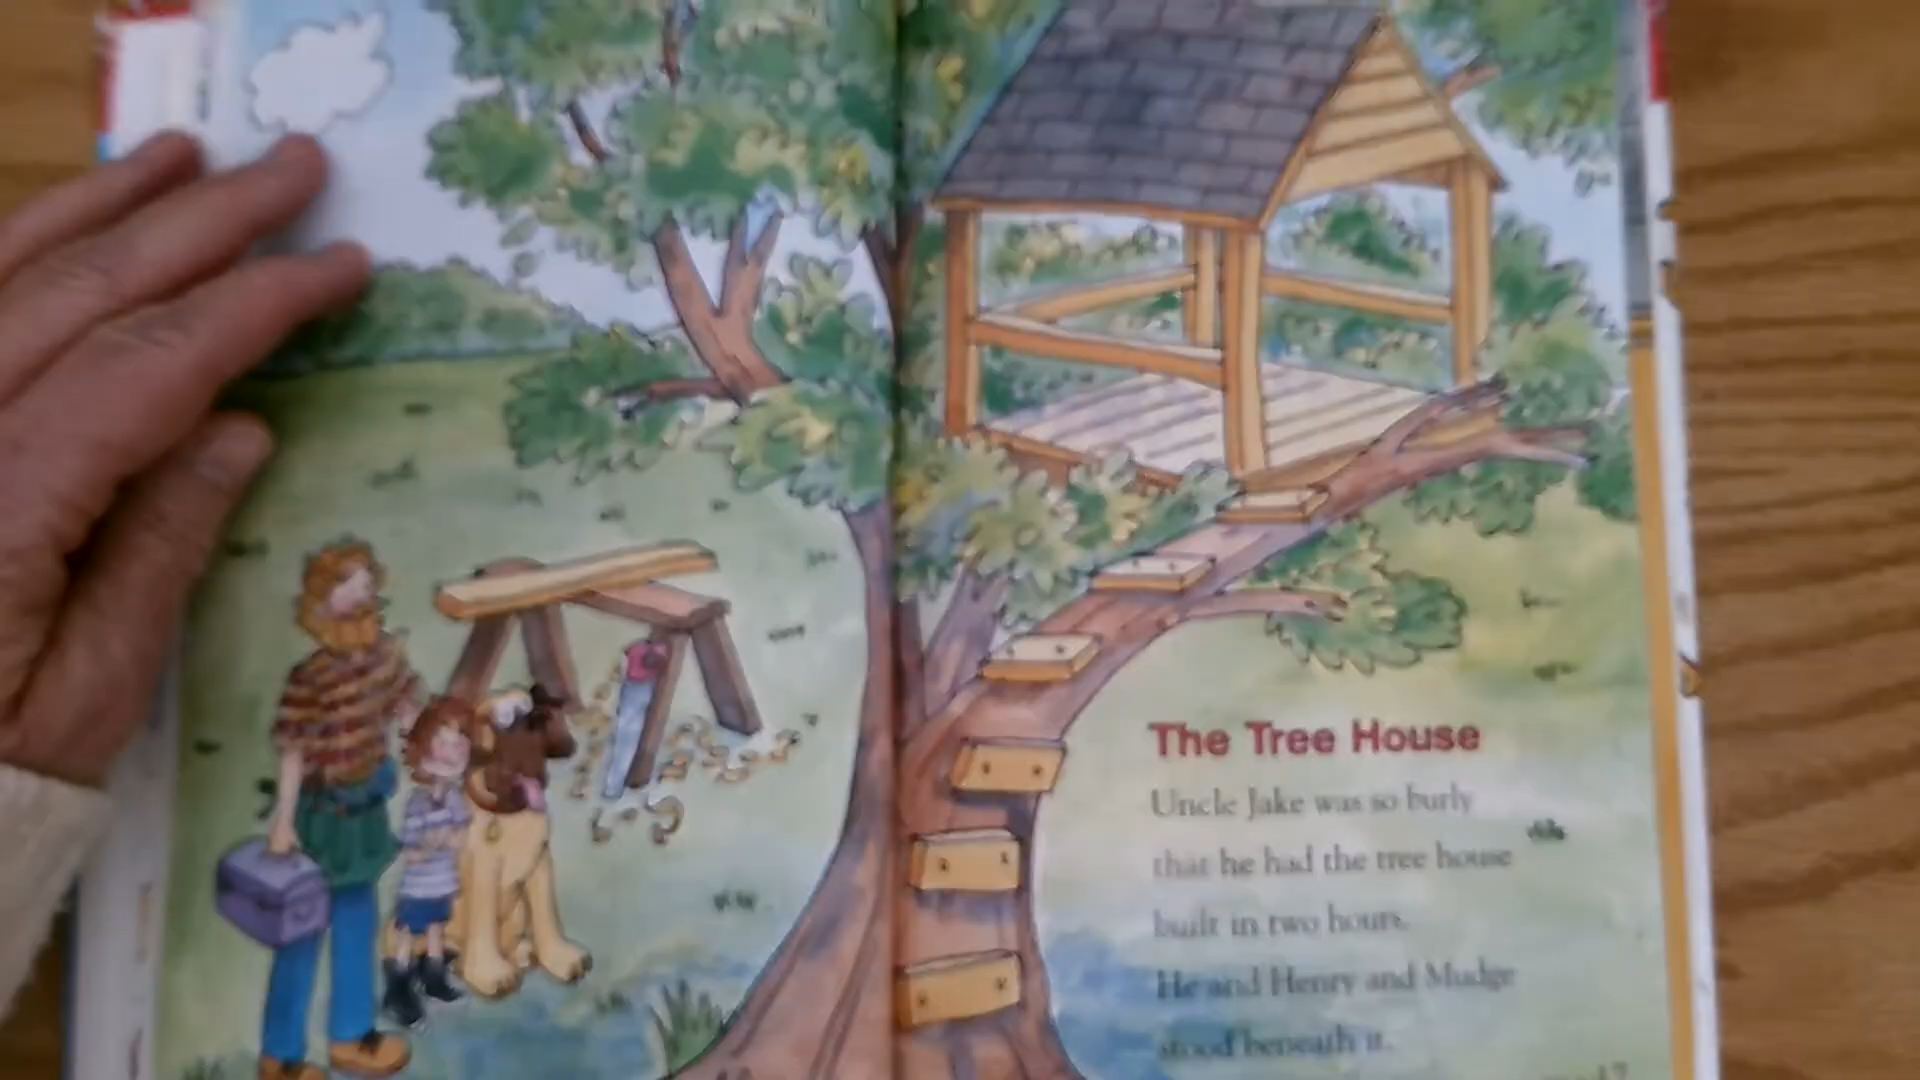 The Tree House
Uncle Jake was so burly
that he had the tree house
built in two hours.
He and Henry and Mudge
stood beneath it.